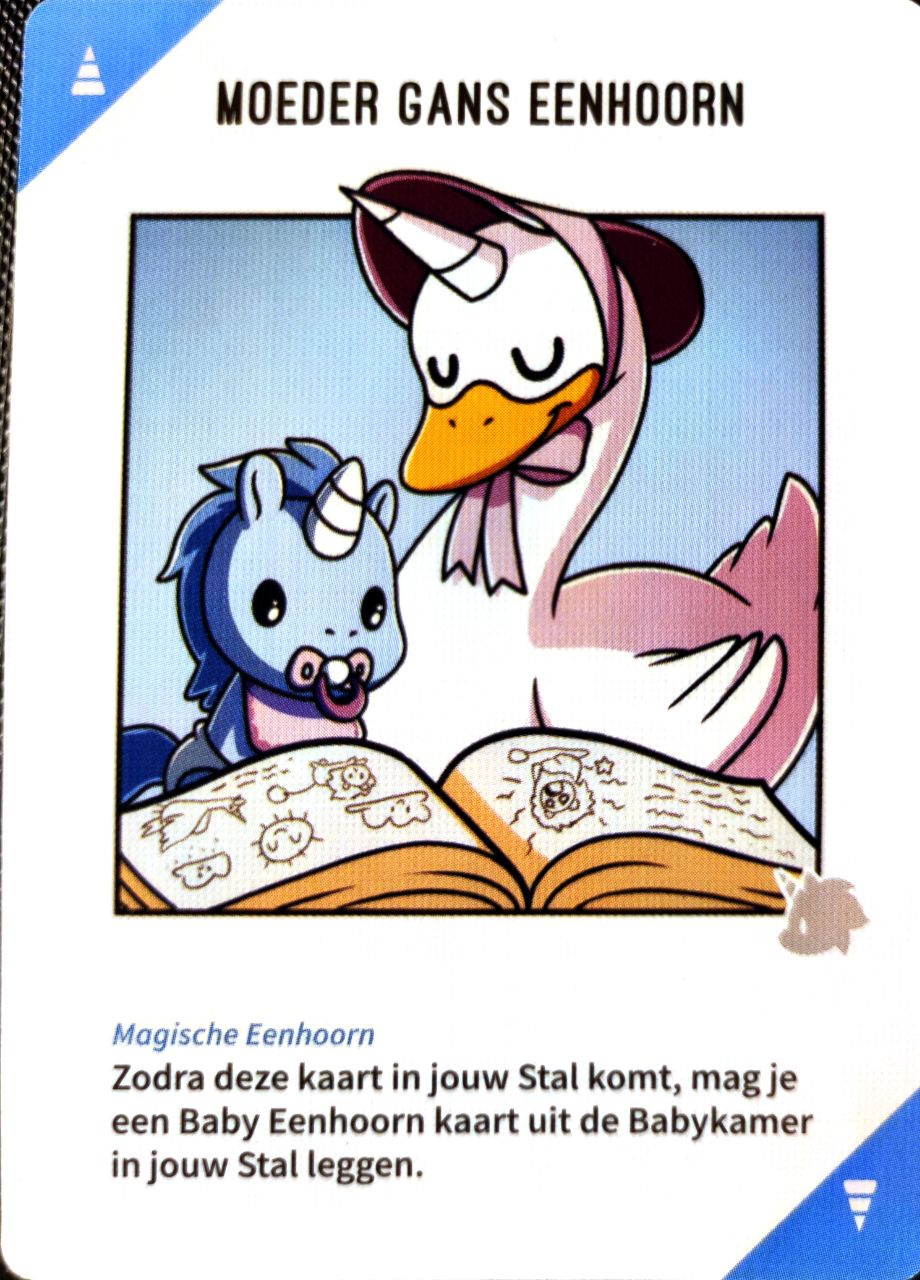 MOEDER GANS EENHOORN
Magische Eenhoorn
Zodra deze kaart in jouw Stal komt, mag je
een Baby Eenhoorn kaart uit de Babykamer
in jouw Stal leggen.